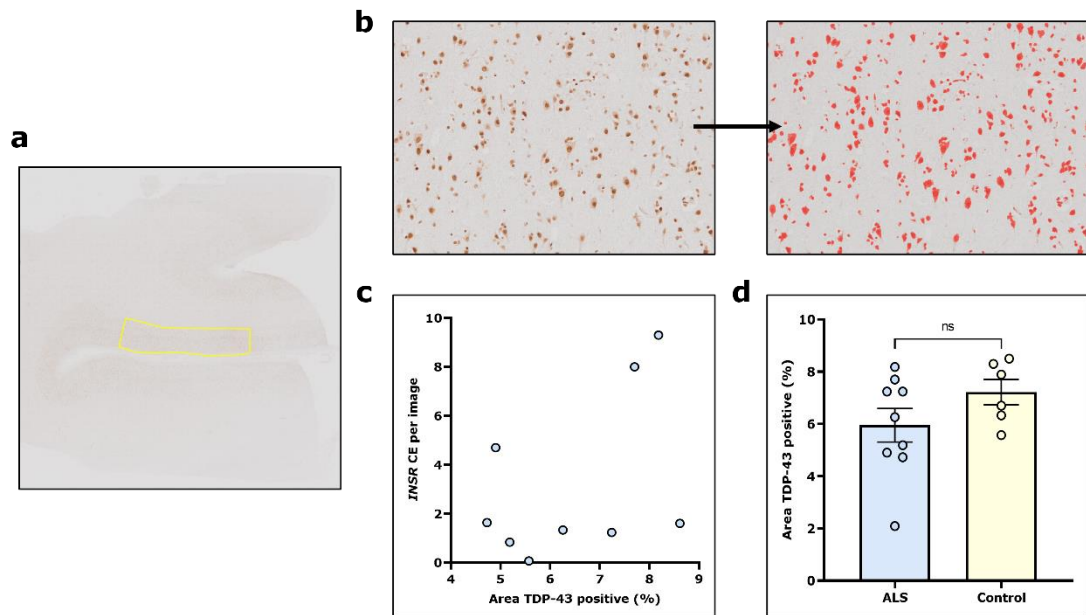 a
b
c
10
8
6
4
2
0
INSR CE per image
4 5 6 7 8 9
Area TDP-43 positive (%)
d
10
8
6
4
2
0
Area TDP-43 positive (%)
ns
ALS Control